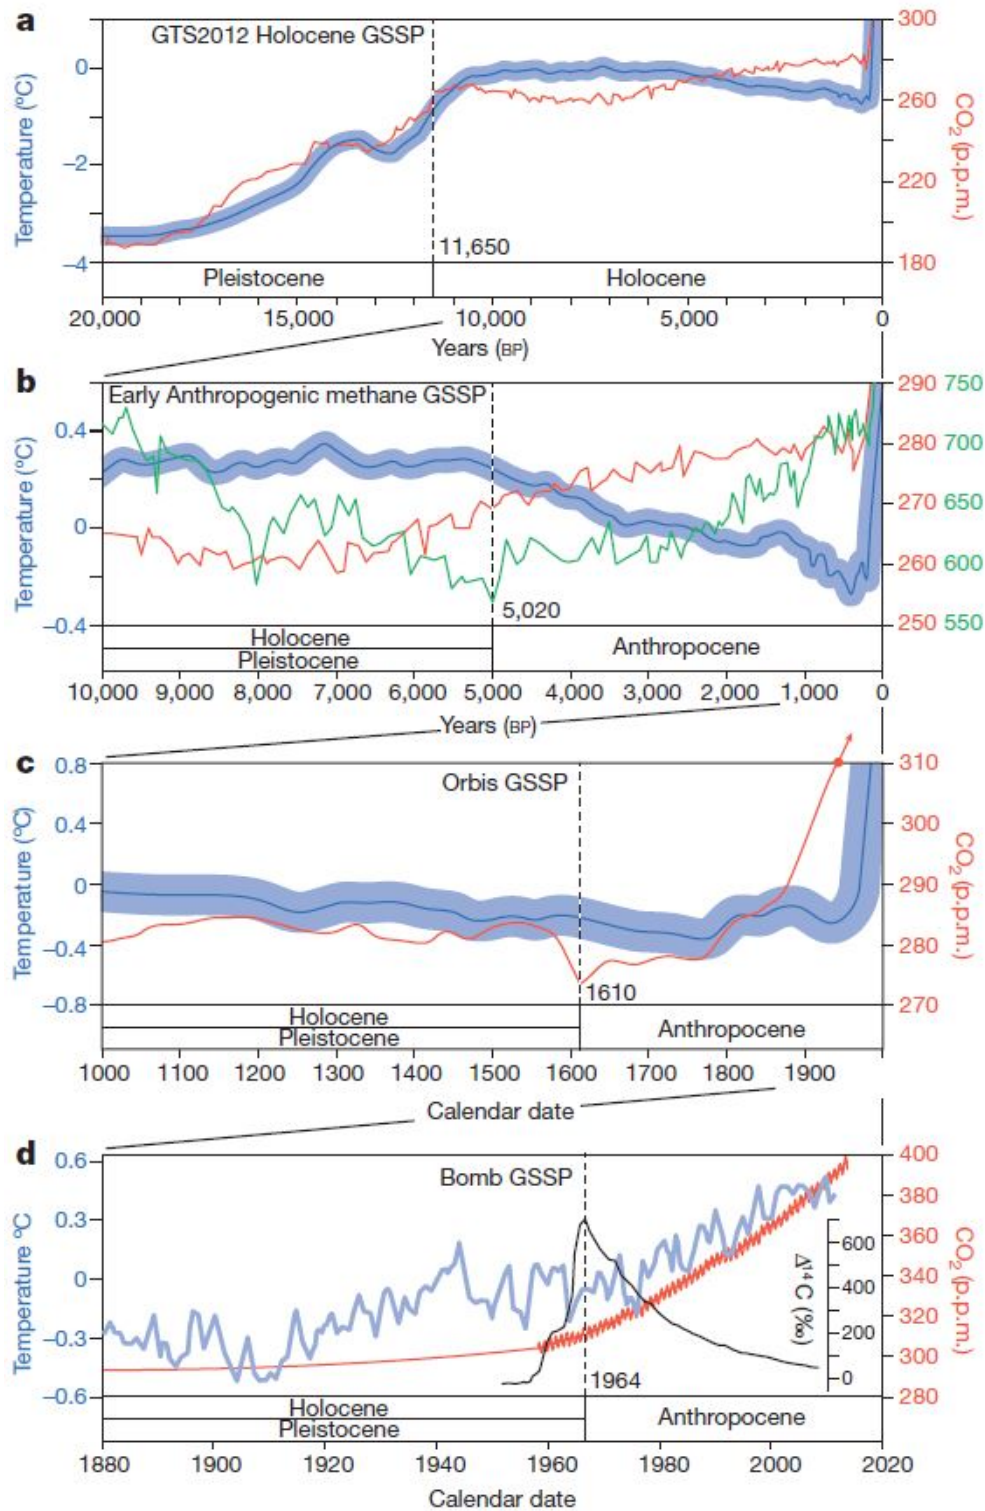 a
GTS2012 Holocene GSSP
Temperature (ºC)
0
–2
–4
300
260
220
180
CO2 (p.p.m.)
11,650
Pleistocene
Holocene
20,000 15,000 10,000 5,000 0
Years (BP)
b
Early Anthropogenic methane GSSP
Temperature (ºC)
0.4
0
–0.4
290 750
280 700
270 650
260 600
250 550
5,020
Holocene
Pleistocene
Anthropocene
10,000 9,000 8,000 7,000 6,000 5,000 4,000 3,000 2,000 1,000 0
Years (BP)
c
Orbis GSSP
Temperature (ºC)
0.8
0.4
0
–0.4
–0.8
310
300
290
280
270
CO2 (p.p.m.)
1610
Holocene
Pleistocene
Anthropocene
1000 1100 1200 1300 1400 1500 1600 1700 1800 1900
Calendar date
d
Bomb GSSP
Temperature ºC
0.6
0.3
0
–0.3
–0.6
600
400
200
0
Δ14C (‰)
400
380
360
340
320
300
280
CO2 (p.p.m.)
1964
Holocene
Pleistocene
Anthropocene
1880 1900 1920 1940 1960 1980 2000 2020
Calendar date